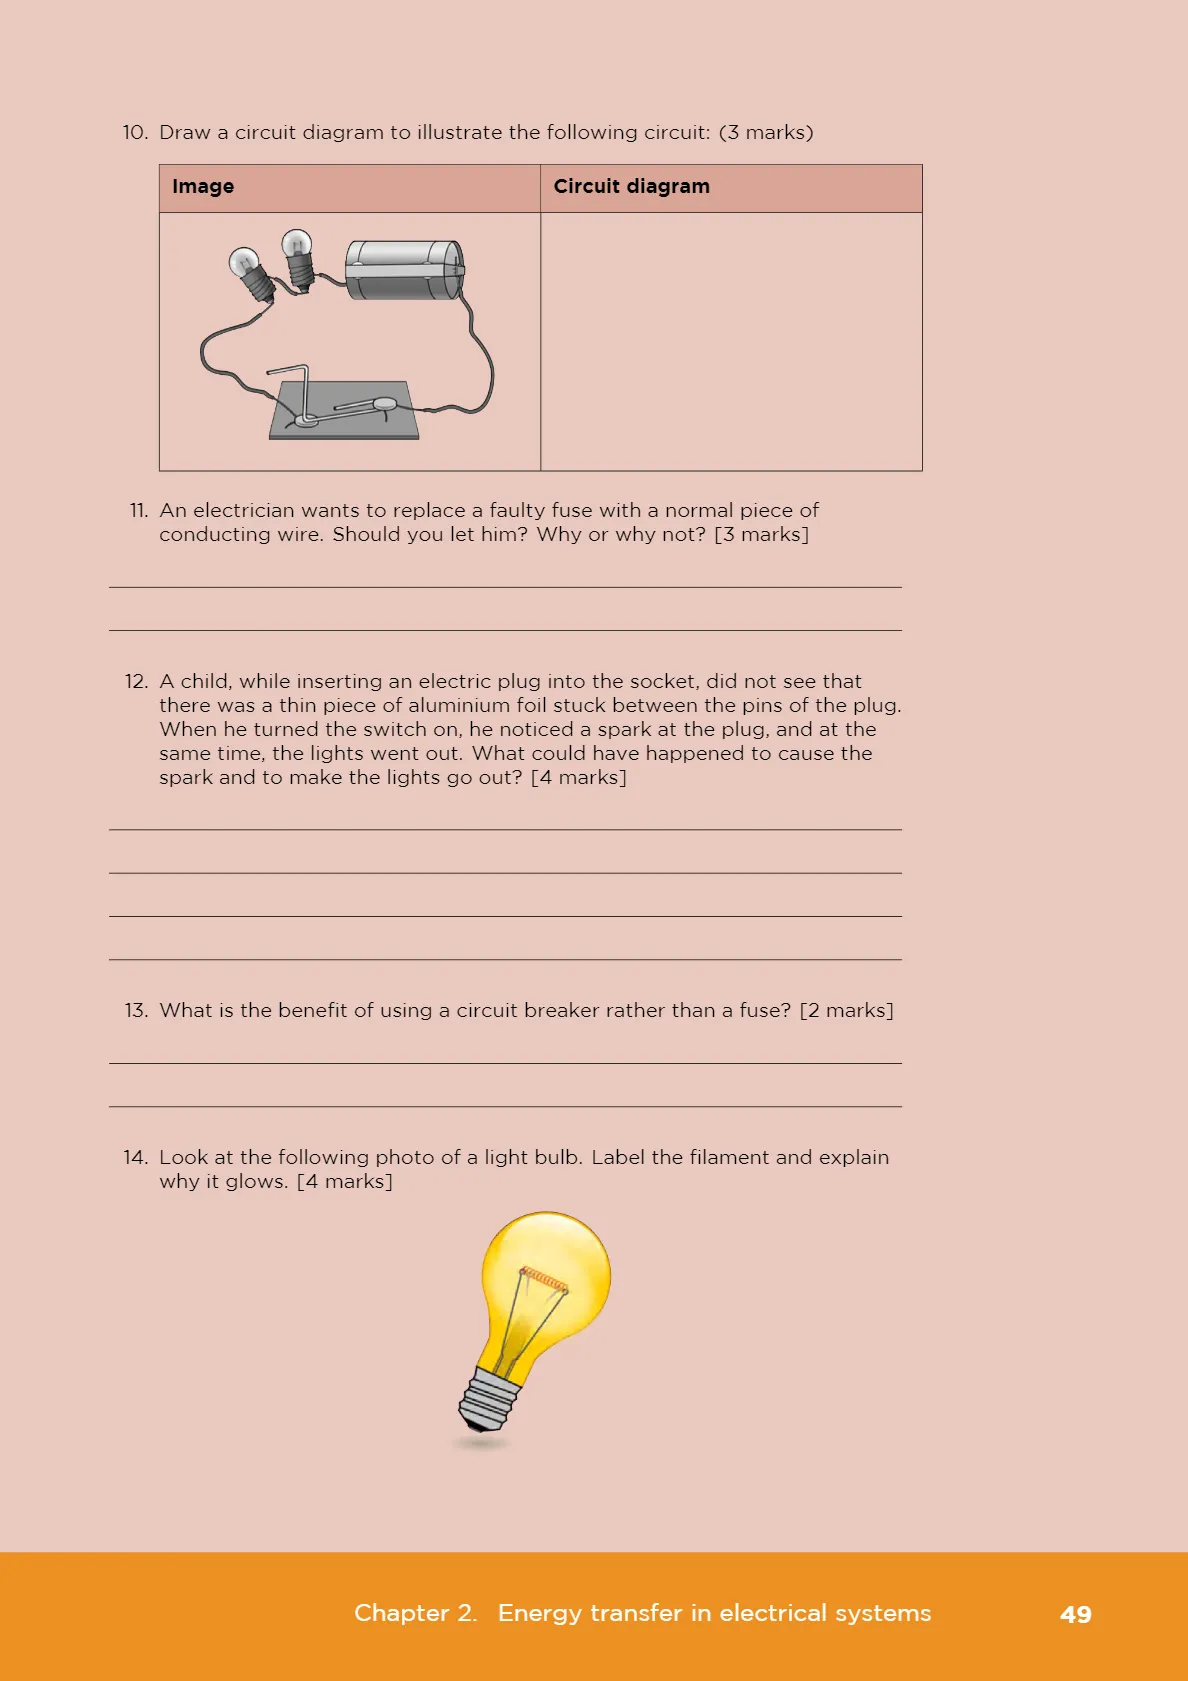 10. Draw a circuit diagram to illustrate the following circuit: (3 marks)
Image
Circuit diagram
11. An electrician wants to replace a faulty fuse with a normal piece of
conducting wire. Should you let him? Why or why not? [3 marks]
12. A child, while inserting an electric plug into the socket, did not see that
there was a thin piece of aluminium foil stuck between the pins of the plug.
When he turned the switch on, he noticed a spark at the plug, and at the
same time, the lights went out. What could have happened to cause the
spark and to make the lights go out? [4 marks]
13. What is the benefit of using a circuit breaker rather than a fuse? [2 marks]
14. Look at the following photo of a light bulb. Label the filament and explain
why it glows. [4 marks]
Chapter 2. Energy transfer in electrical systems 49